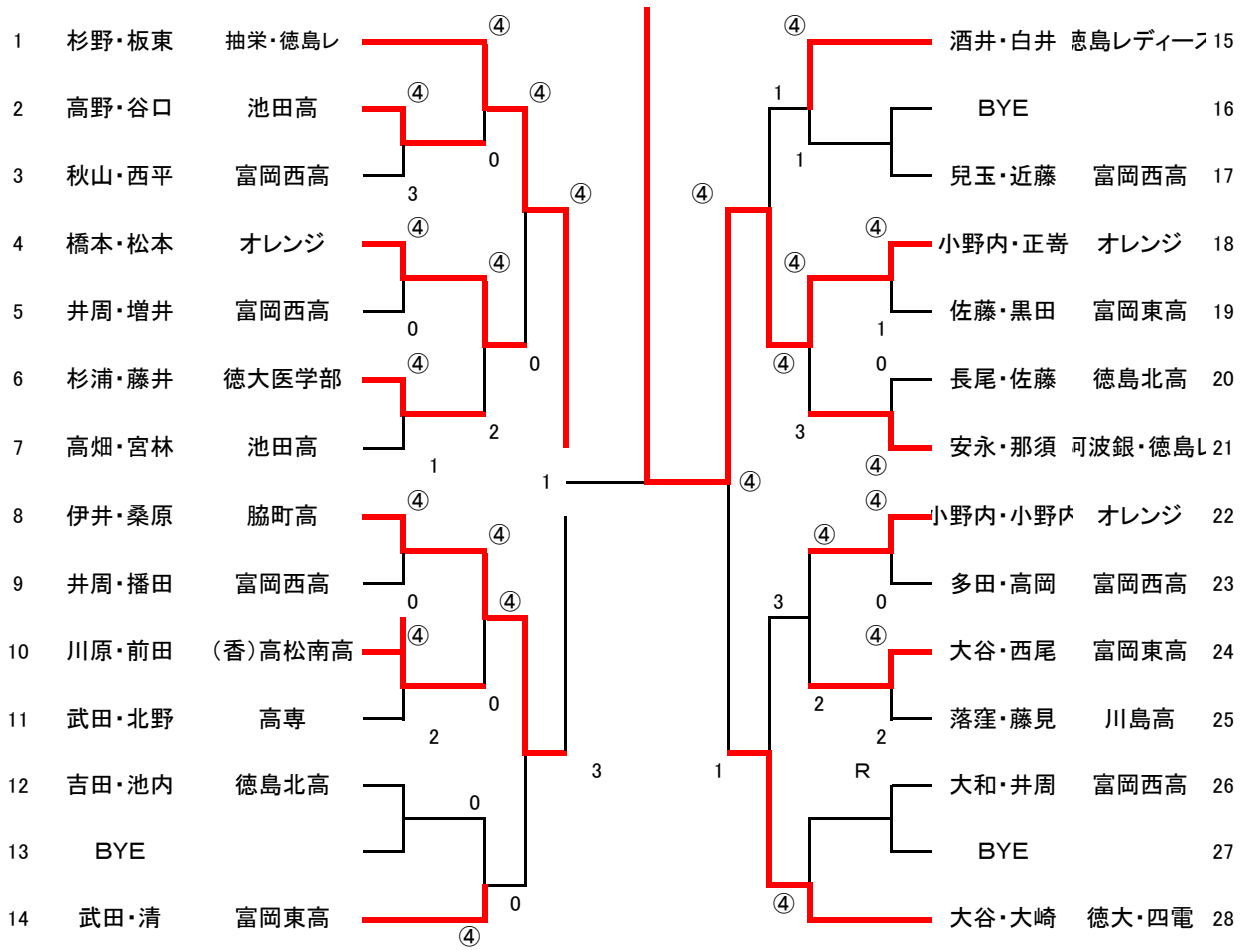 ④
④
1 杉野・板東 抽栄・徳島レ
酒井・白井 徳島レディース 15
④
④
1
2 高野・谷口 池田高
BYE 16
0
1
3 秋山・西平 富岡西高
兒玉・近藤 富岡西高 17
3
④
④
④
④
4 橋本・松本 オレンジ
小野内・正嵜 オレンジ 18
④
④
5 井周・増井 富岡西高
佐藤・黒田 富岡東高 19
0
1
④
0
④
0
6 杉浦・藤井 徳大医学部
長尾・佐藤 徳島北高 20
2
3
7 高畑・宮林 池田高
安永・那須 阿波銀・徳島レ 21
1
④
1
④
④
④
8 伊井・桑原 脇町高
小野内・小野内 オレンジ 22
④
④
9 井周・播田 富岡西高
多田・高岡 富岡西高 23
0
④
3
0
④
④
10 川原・前田 （香）高松南高
大谷・西尾 富岡東高 24
0
2
11 武田・北野 高専
落窪・藤見 川島高 25
2
2
3
1
R
12 吉田・池内 徳島北高
大和・井周 富岡西高 26
0
13 BYE
BYE 27
0
④
14 武田・清 富岡東高
大谷・大崎 徳大・四電 28
④